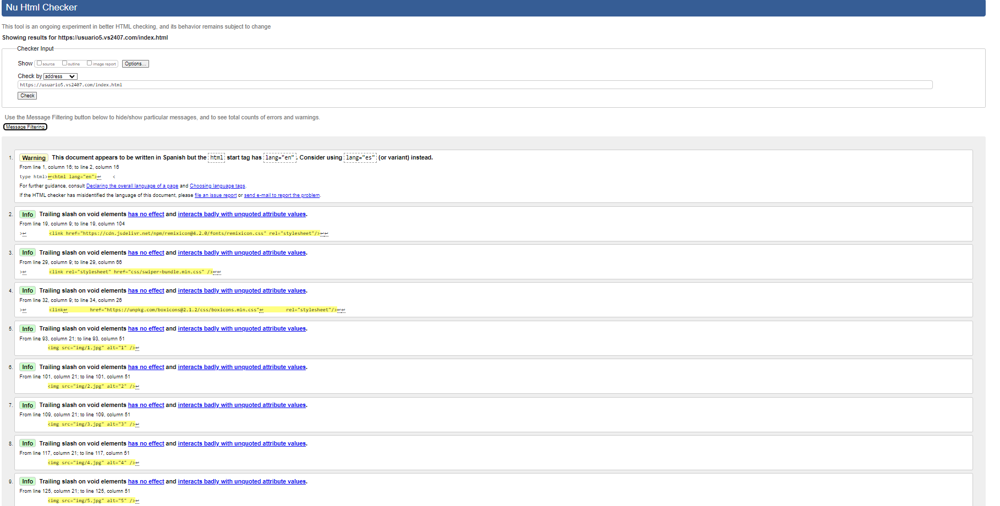 Nu Html Checker
This tool is an ongoing experiment in better HTML checking, and its behavior remains subject to change
Showing results for https://usuario5.vs2407.com/index.html
Checker Input
Show source outline image report Options...
Check by address
https://usuario5.vs2407.com/index.html
Check
Use the Message Filtering button below to hide/show particular messages, and to see total counts of errors and warnings.
Message Filtering
1. Warning This document appears to be written in Spanish but the html start tag has lang="en". Consider using lang="es" (or variant) instead.
From line 1, column 16; to line 2, column 16
type html>↩<html lang="en">↩ <
For further guidance, consult Declaring the overall language of a page and Choosing language tags.
If the HTML checker has misidentified the language of this document, please file an issue report or send e-mail to report the problem.
2. Info Trailing slash on void elements has no effect and interacts badly with unquoted attribute values.
From line 19, column 9; to line 19, column 104
>↩ <link href="https://cdn.jsdelivr.net/npm/remixicon@4.2.0/fonts/remixicon.css" rel="stylesheet"/>↩↩
3. Info Trailing slash on void elements has no effect and interacts badly with unquoted attribute values.
From line 29, column 9; to line 29, column 66
>↩ <link rel="stylesheet" href="css/swiper-bundle.min.css" />↩↩
4. Info Trailing slash on void elements has no effect and interacts badly with unquoted attribute values.
From line 32, column 9; to line 34, column 26
>↩ <link↩ href="https://unpkg.com/boxicons@2.1.2/css/boxicons.min.css"↩ rel="stylesheet"/>↩↩
5. Info Trailing slash on void elements has no effect and interacts badly with unquoted attribute values.
From line 93, column 21; to line 93, column 51
<img src="img/1.jpg" alt="1" />↩
6. Info Trailing slash on void elements has no effect and interacts badly with unquoted attribute values.
From line 101, column 21; to line 101, column 51
<img src="img/2.jpg" alt="2" />↩
7. Info Trailing slash on void elements has no effect and interacts badly with unquoted attribute values.
From line 109, column 21; to line 109, column 51
<img src="img/3.jpg" alt="3" />↩
8. Info Trailing slash on void elements has no effect and interacts badly with unquoted attribute values.
From line 117, column 21; to line 117, column 51
<img src="img/4.jpg" alt="4" />↩
9. Info Trailing slash on void elements has no effect and interacts badly with unquoted attribute values.
From line 125, column 21; to line 125, column 51
<img src="img/5.jpg" alt="5" />↩